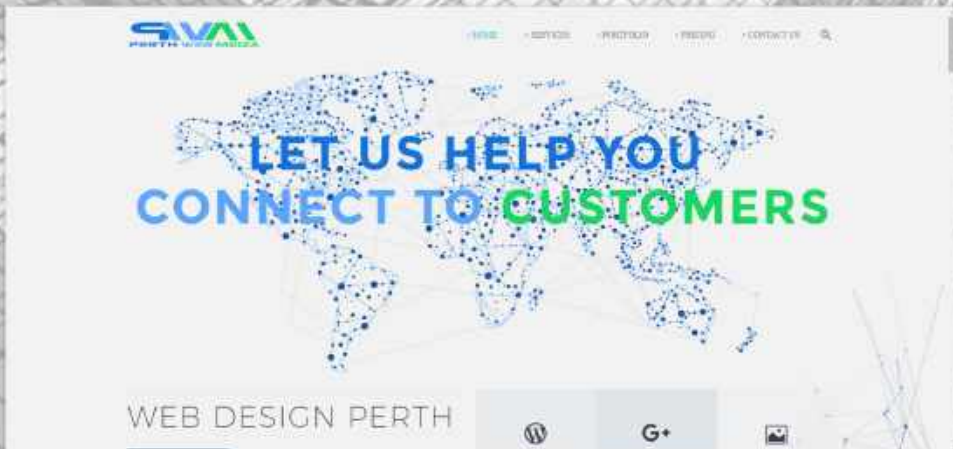 PERTH WEB MEDIA
HOME SERVICES PORTFOLIO PRICING CONTACT US
LET US HELP YOU
CONNECT TO CUSTOMERS
WEB DESIGN PERTH
G+